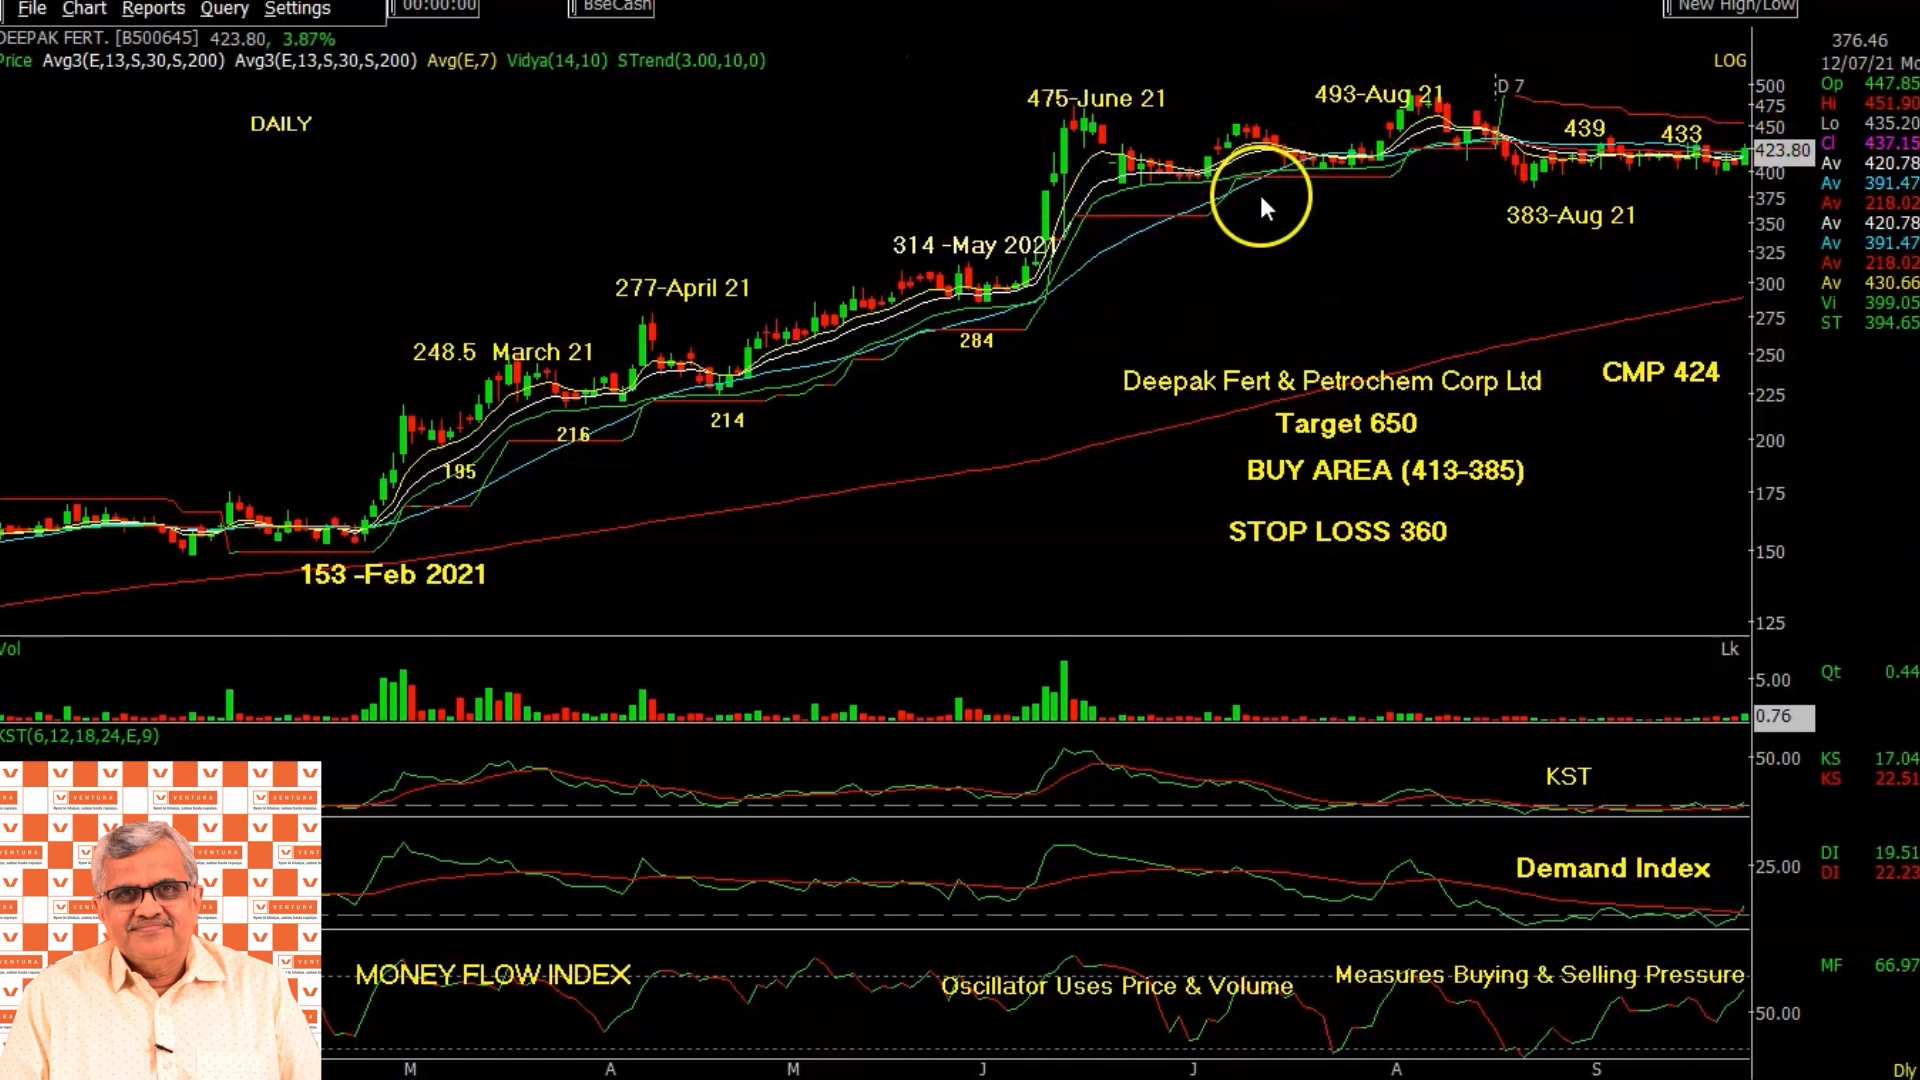 File Chart Reports Query Settings
00:00:00
BseCash
New High/Low
DEEPAK FERT. [B500645] 423.80, 3.87%
376.46
Price Avg3(E,13,S,30,S,200) Avg3(E,13,S,30,S,200) Avg(E,7) Vidya(14,10) STrend(3.00,10,0)
LOG
12/07/21 Mo
DAILY
475-June 21
493-Aug 21
D 7
439
433
383-Aug 21
314 -May 2021
277-April 21
248.5 March 21
284
214
216
195
153 -Feb 2021
Deepak Fert & Petrochem Corp Ltd
CMP 424
Target 650
BUY AREA (413-385)
STOP LOSS 360
500
475
450
423.80
400
375
350
325
300
275
250
225
200
175
150
125
Op 447.85
Hi 451.90
Lo 435.20
Cl 437.15
Av 420.78
Av 391.47
Av 218.02
Av 420.78
Av 391.47
Av 218.02
Av 430.66
Vi 399.05
ST 394.65
Vol
Lk
5.00
0.76
Qt 0.44
KST(6,12,18,24,E,9)
KST
50.00
KS 17.04
KS 22.51
Demand Index
25.00
DI 19.51
DI 22.23
MONEY FLOW INDEX
Oscillator Uses Price & Volume
Measures Buying & Selling Pressure
50.00
MF 66.97
VENTURA
M A M J J A S
Dly